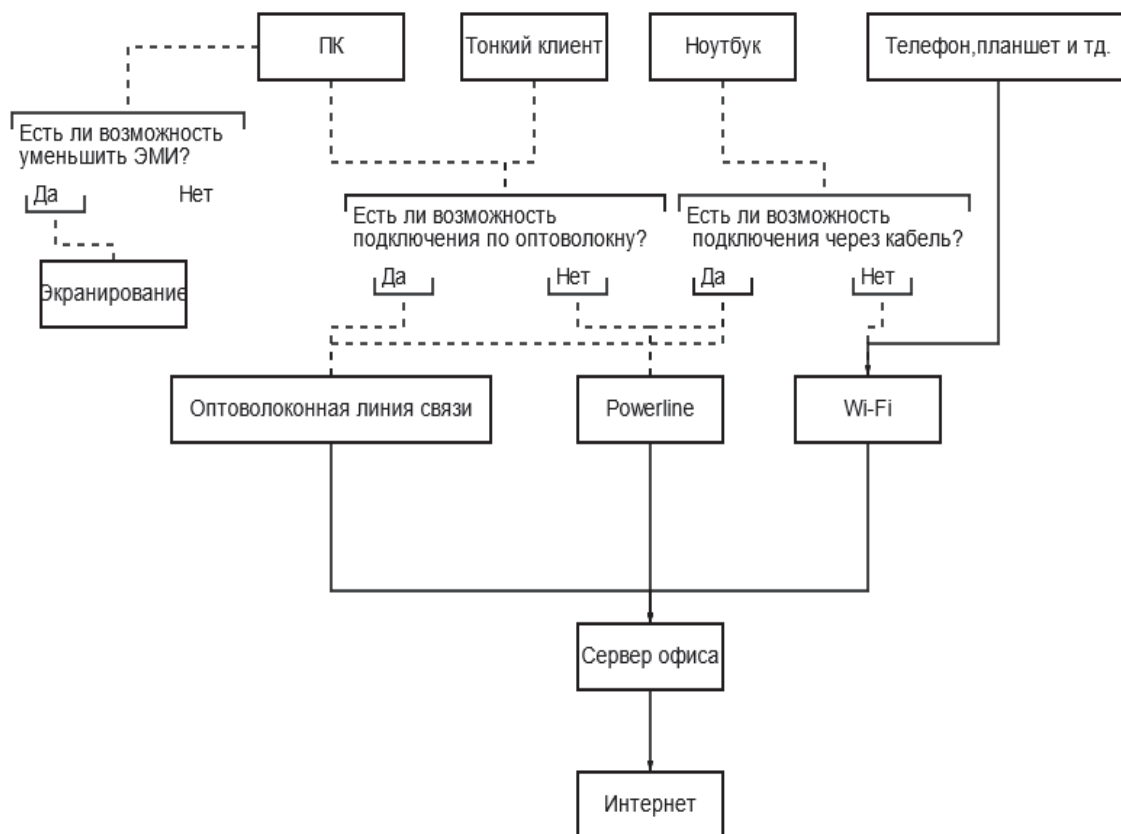 ПК
Тонкий клиент
Ноутбук
Телефон,планшет и тд.
Есть ли возможность
уменьшить ЭМИ?
Да
Нет
Экранирование
Есть ли возможность
подключения по оптоволокну?
Да
Нет
Есть ли возможность
подключения через кабель?
Да
Нет
Оптоволоконная линия связи
Powerline
Wi-Fi
Сервер офиса
Интернет